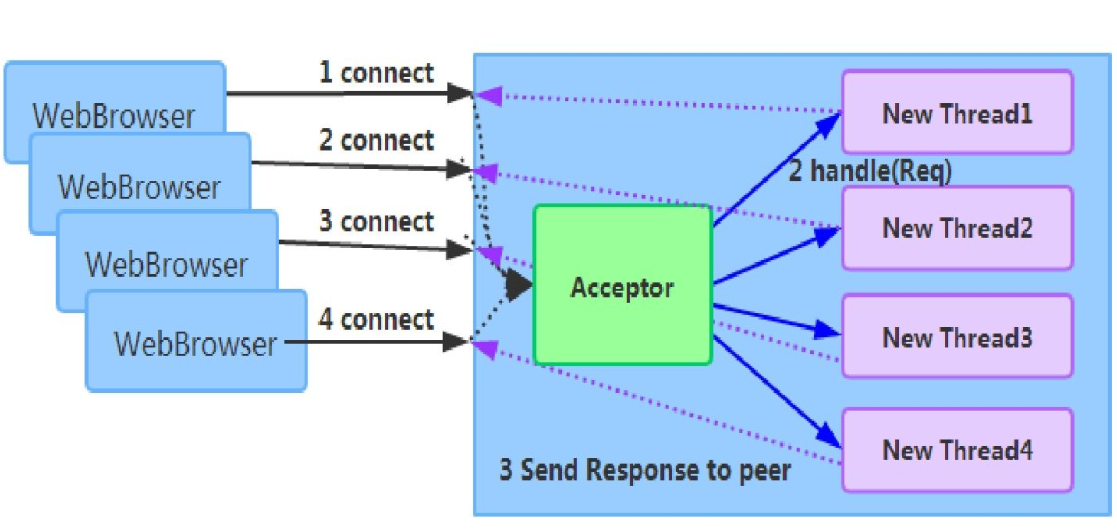 1 connect
WebBrowser
New Thread1
2 connect
2 handle(Req)
WebBrowser
3 connect
New Thread2
WebBrowser
Acceptor
4 connect
New Thread3
WebBrowser
New Thread4
3 Send Response to peer